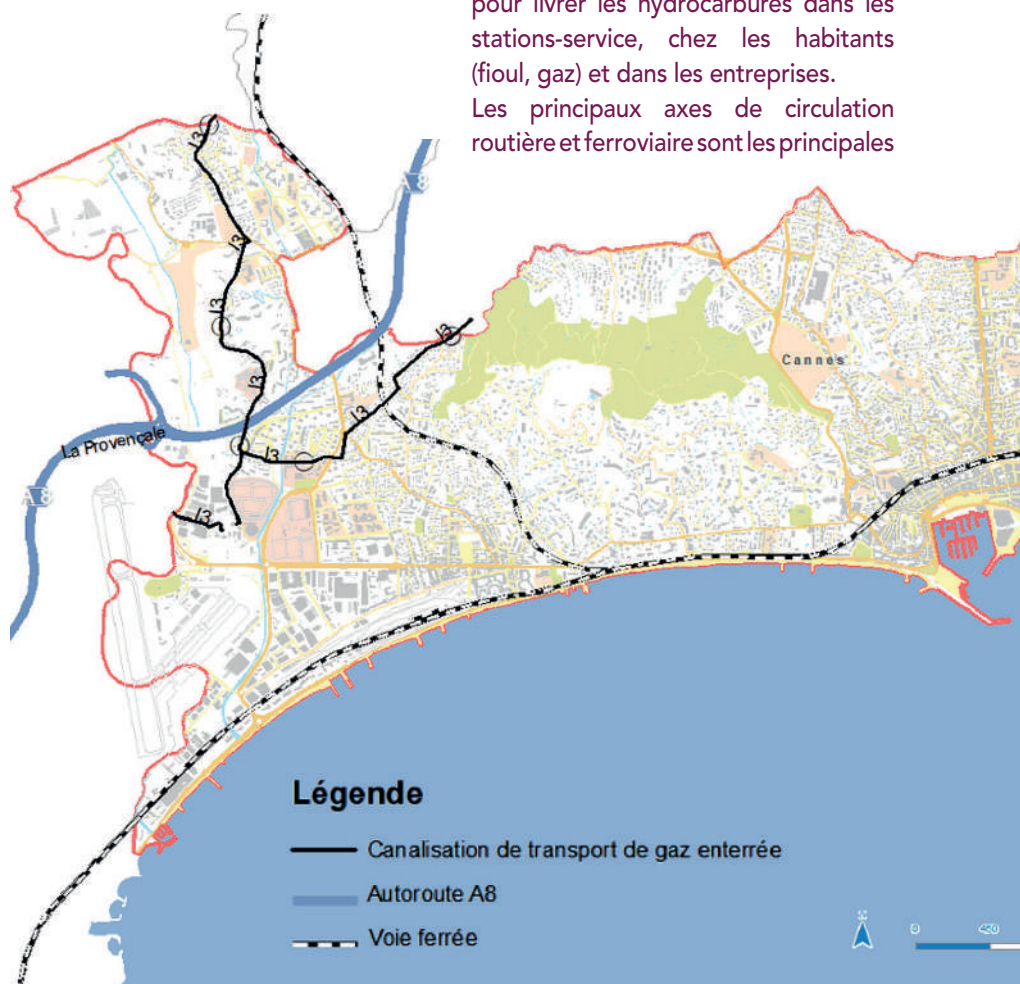 pour livrer les hydrocarbures dans les
stations-service, chez les habitants
(fioul, gaz) et dans les entreprises.
Les principaux axes de circulation
routière et ferroviaire sont les principales
I3
A8
I3
I3
I3
I3
I3
I3
Cannes
La Provençale
A8
I3
Légende
Canalisation de transport de gaz enterrée
Autoroute A8
Voie ferrée
0
450